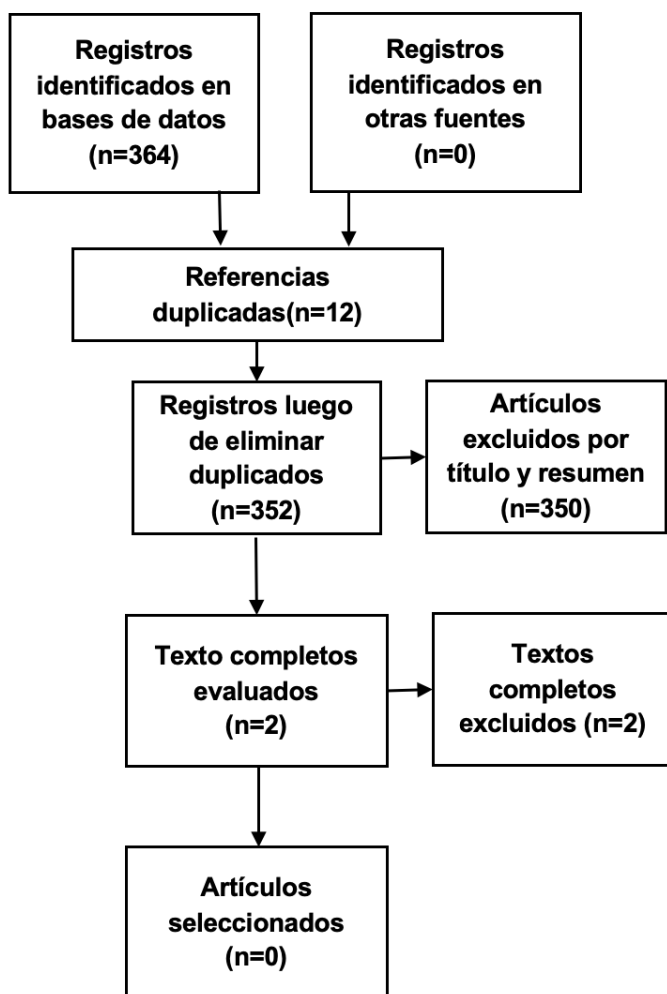 Registros
identificados en
bases de datos
(n=364)
Registros
identificados en
otras fuentes
(n=0)
Referencias
duplicadas(n=12)
Registros luego
de eliminar
duplicados
(n=352)
Artículos
excluidos por
título y resumen
(n=350)
Texto completos
evaluados
(n=2)
Textos
completos
excluidos (n=2)
Artículos
seleccionados
(n=0)